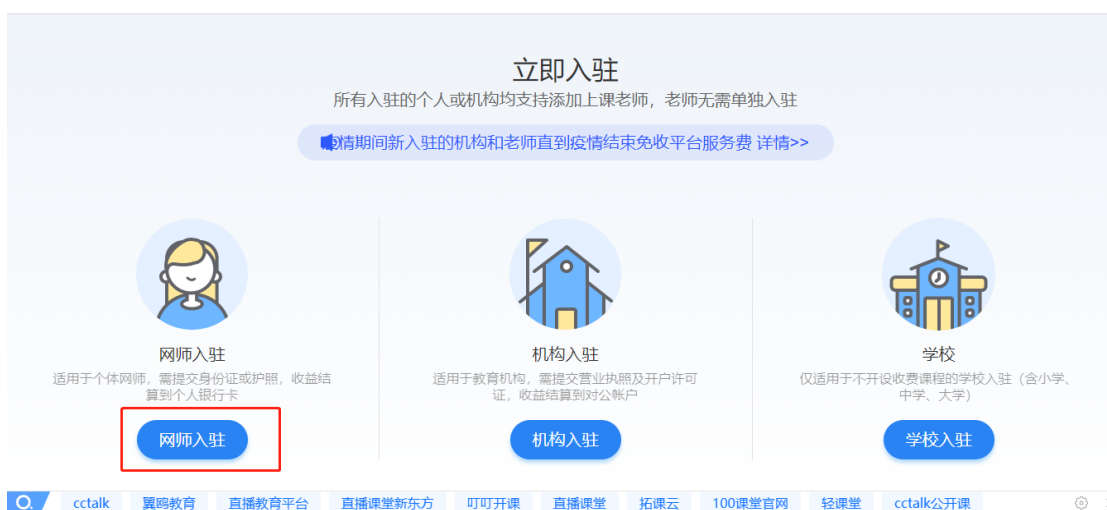 立即入驻
所有入驻的个人或机构均支持添加上课老师，老师无需单独入驻
情期间新入驻的机构和老师直到疫情结束免收平台服务费 详情>>
网师入驻
适用于个体网师，需提交身份证或护照，收益结
算到个人银行卡
网师入驻
机构入驻
适用于教育机构，需提交营业执照及开户许可
证，收益结算到对公帐户
机构入驻
学校
仅适用于不开设收费课程的学校入驻（含小学、
中学、大学）
学校入驻
cctalk 翼鸥教育 直播教育平台 直播课堂新东方 叮叮开课 直播课堂 拓课云 100课堂官网 轻课堂 cctalk公开课